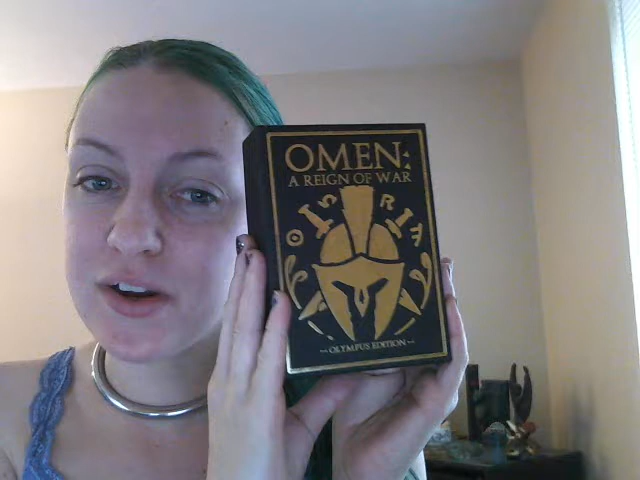 OMEN:
A REIGN OF WAR
O S R F
OLYMPUS EDITION